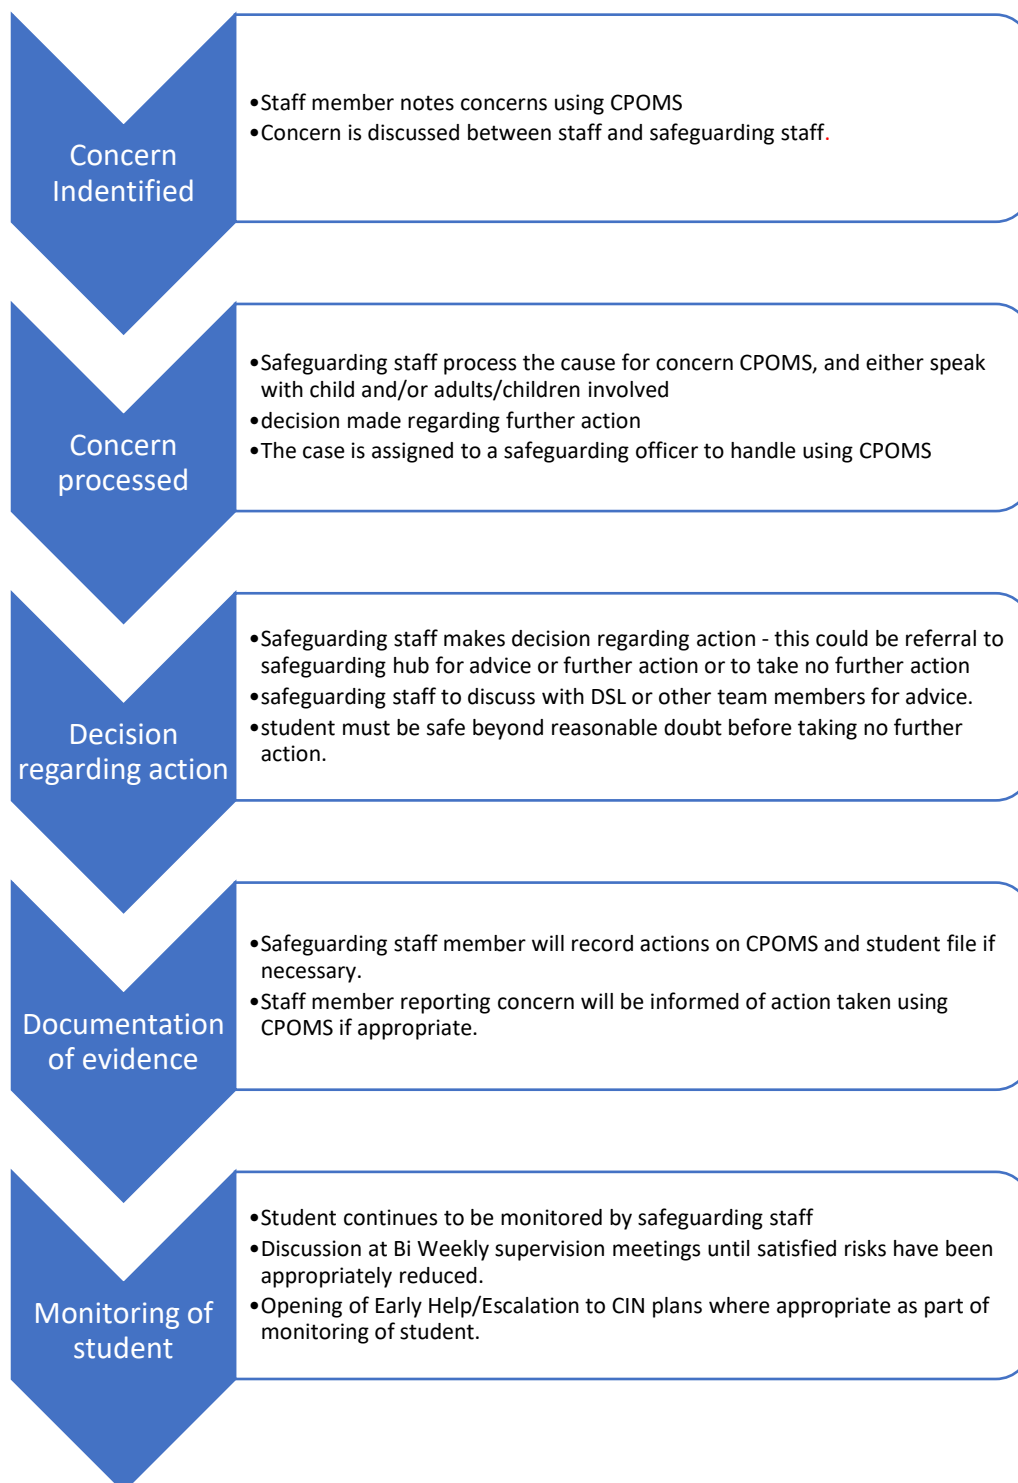 Concern
Indentified
•Staff member notes concerns using CPOMS
•Concern is discussed between staff and safeguarding staff.
Concern
processed
•Safeguarding staff process the cause for concern CPOMS, and either speak
with child and/or adults/children involved
•decision made regarding further action
•The case is assigned to a safeguarding officer to handle using CPOMS
Decision
regarding action
•Safeguarding staff makes decision regarding action - this could be referral to
safeguarding hub for advice or further action or to take no further action
•safeguarding staff to discuss with DSL or other team members for advice.
•student must be safe beyond reasonable doubt before taking no further
action.
Documentation
of evidence
•Safeguarding staff member will record actions on CPOMS and student file if
necessary.
•Staff member reporting concern will be informed of action taken using
CPOMS if appropriate.
Monitoring of
student
•Student continues to be monitored by safeguarding staff
•Discussion at Bi Weekly supervision meetings until satisfied risks have been
appropriately reduced.
•Opening of Early Help/Escalation to CIN plans where appropriate as part of
monitoring of student.